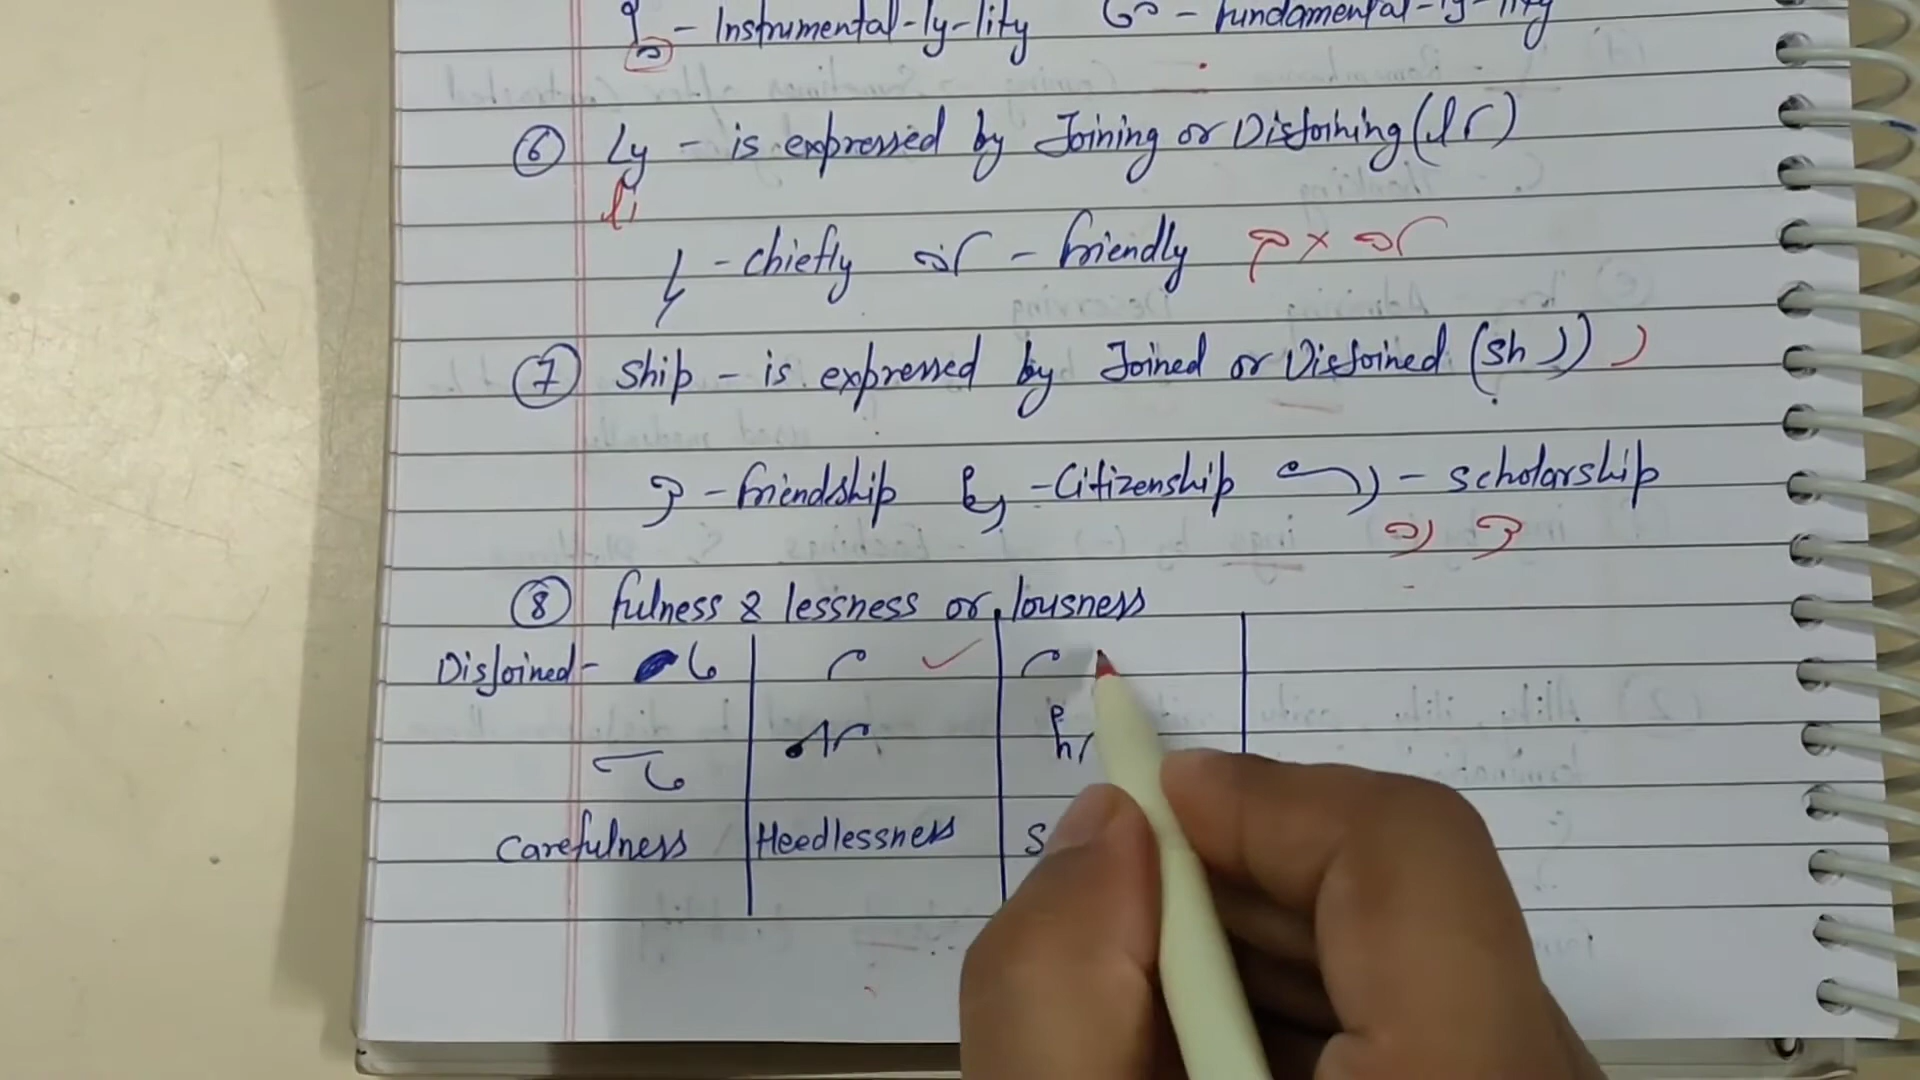 - Instrumental-ly-lity - fundamental-ly-lity
⑥ Ly - is expressed by Joining or Disjoining (l)
li
- chiefly - friendly ×
⑦ Ship - is expressed by Joined or Disjoined (Sh)
- friendship - Citizenship - Scholarship
⑧ fulness & lessness or lousness
Disjoined -
Carefulness Heedlessness S